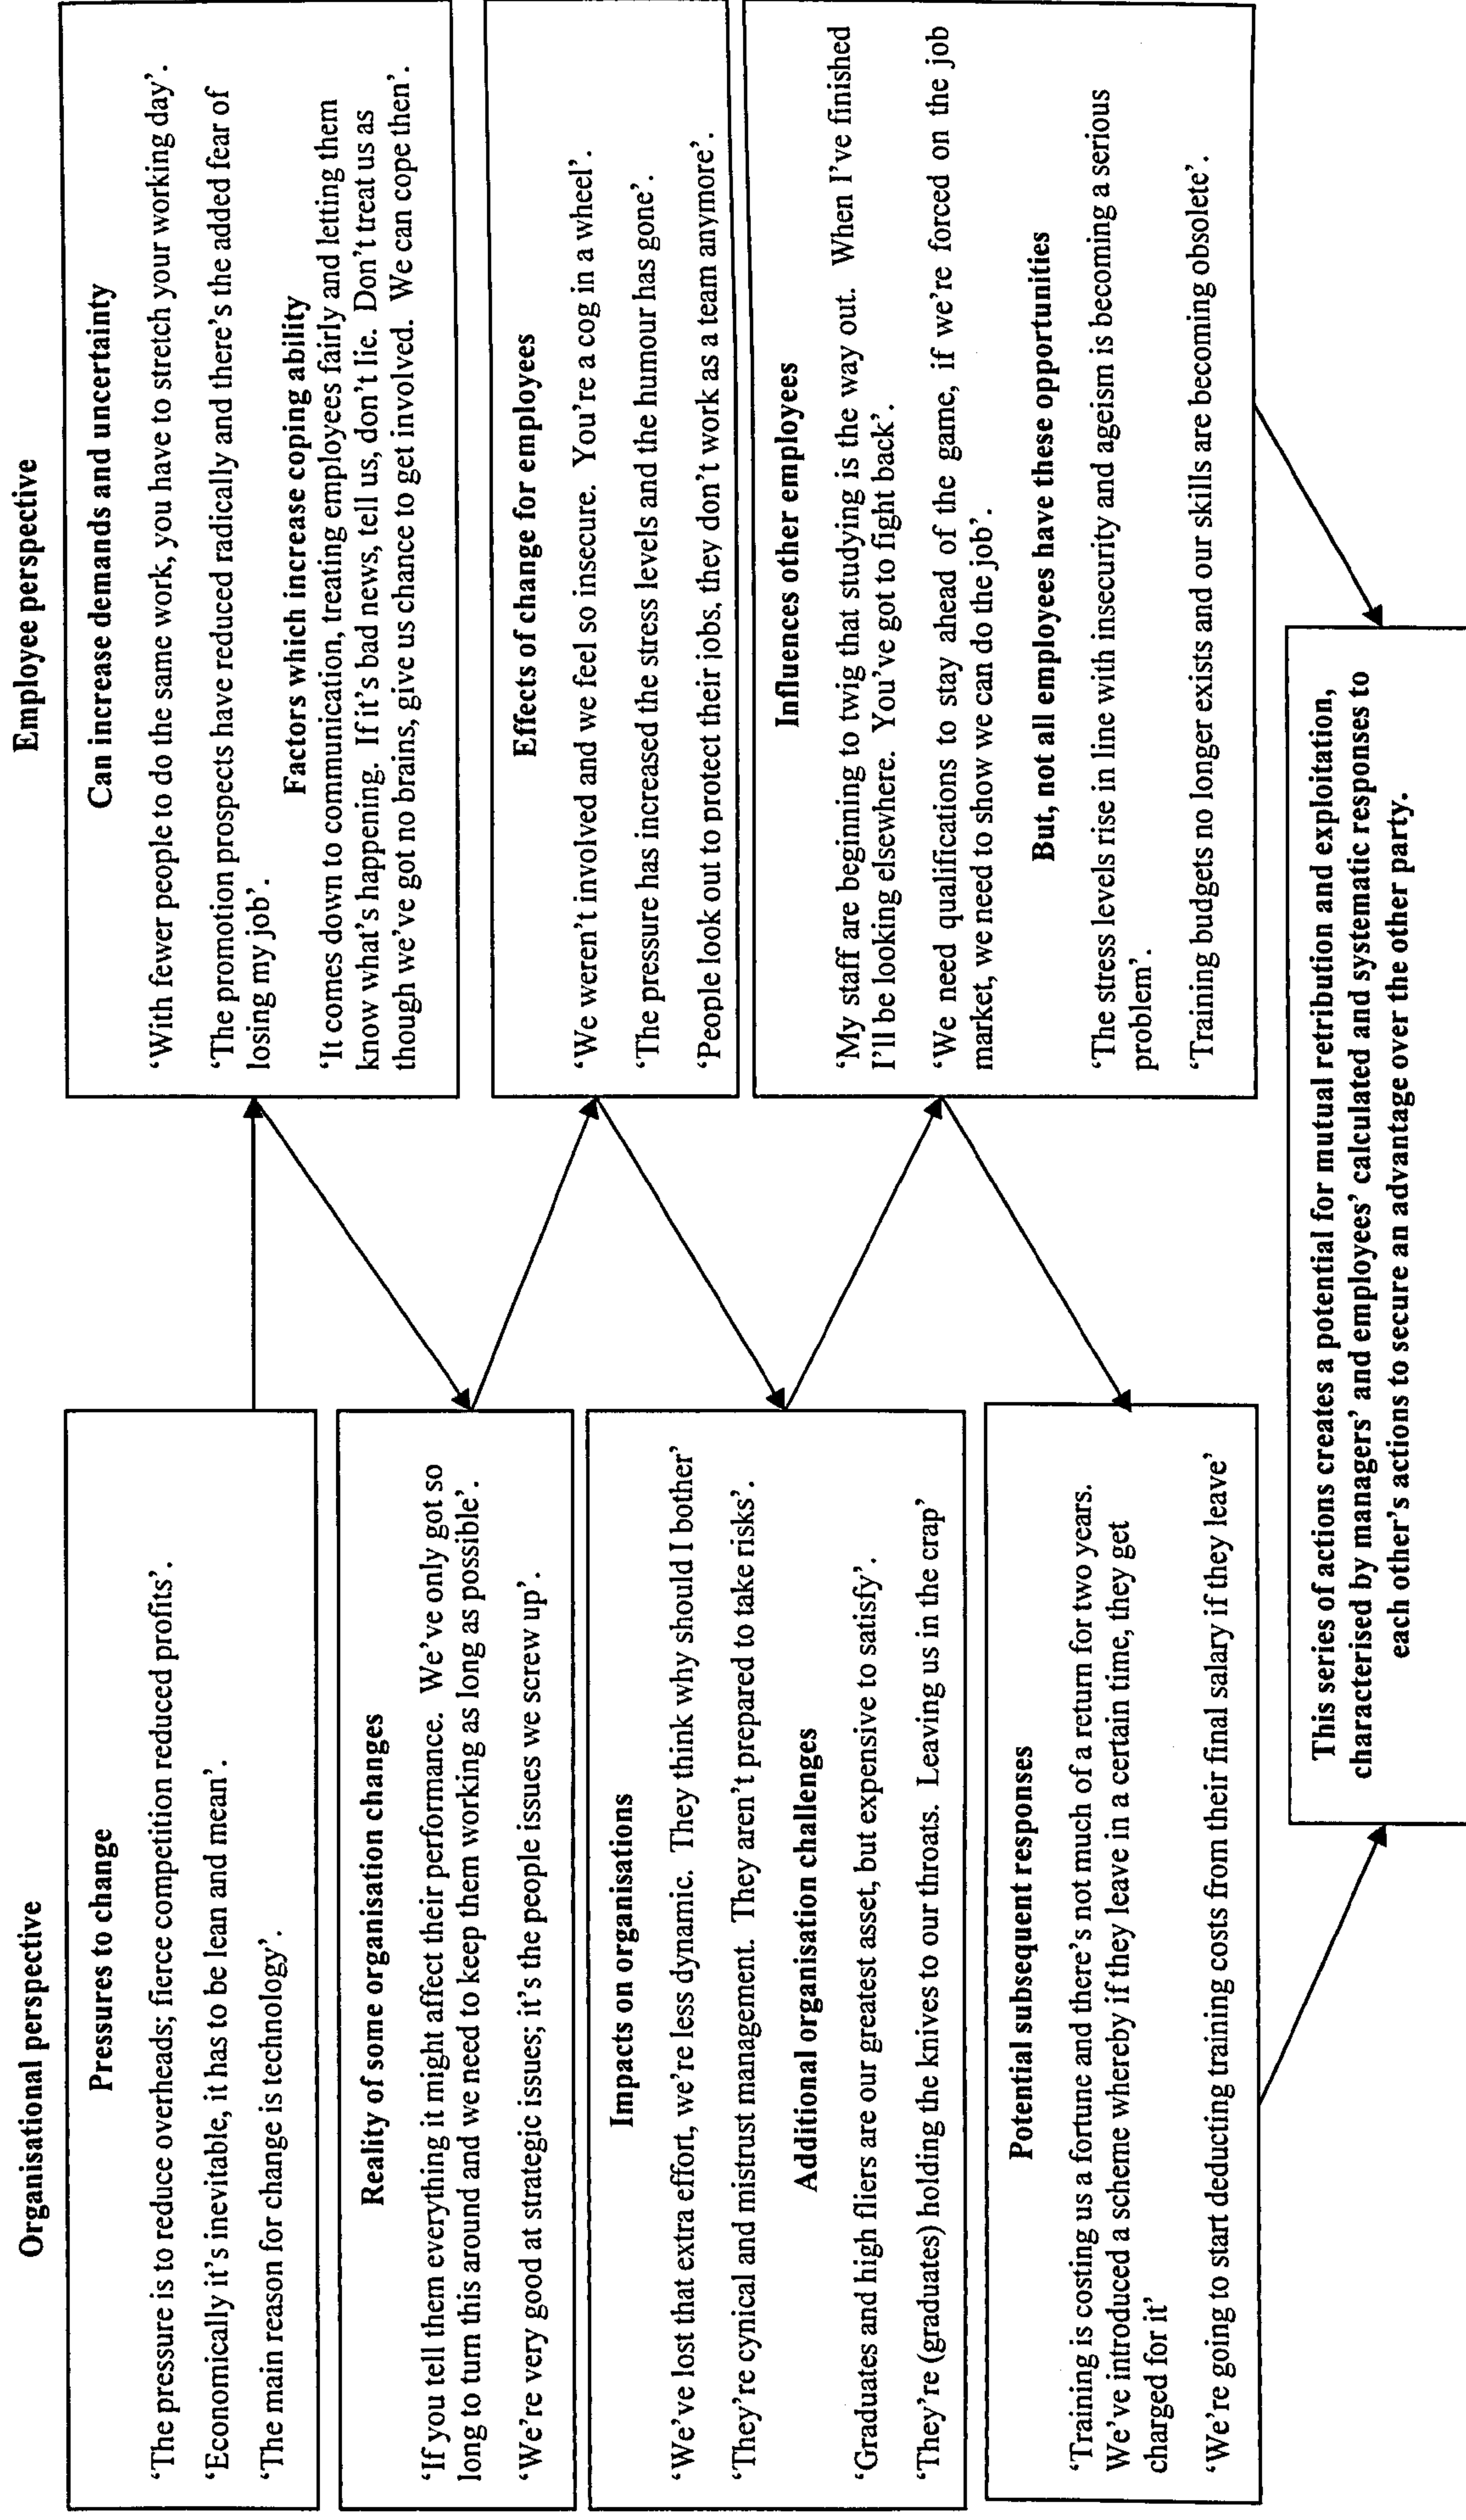 Organisational perspective
Employee perspective
Pressures to change
‘The pressure is to reduce overheads; fierce competition reduced profits’.
‘Economically it’s inevitable, it has to be lean and mean’.
‘The main reason for change is technology’.
Can increase demands and uncertainty
‘With fewer people to do the same work, you have to stretch your working day’.
‘The promotion prospects have reduced radically and there’s the added fear of
losing my job’.
Factors which increase coping ability
‘It comes down to communication, treating employees fairly and letting them
know what’s happening. If it’s bad news, tell us, don’t lie. Don’t treat us as
though we’ve got no brains, give us chance to get involved. We can cope then’.
Reality of some organisation changes
‘If you tell them everything it might affect their performance. We’ve only got so
long to turn this around and we need to keep them working as long as possible’.
‘We’re very good at strategic issues; it’s the people issues we screw up’.
Effects of change for employees
‘We weren’t involved and we feel so insecure. You’re a cog in a wheel’.
‘The pressure has increased the stress levels and the humour has gone’.
‘People look out to protect their jobs, they don’t work as a team anymore’.
Impacts on organisations
‘We’ve lost that extra effort, we’re less dynamic. They think why should I bother’
‘They’re cynical and mistrust management. They aren’t prepared to take risks’.
Additional organisation challenges
‘Graduates and high fliers are our greatest asset, but expensive to satisfy’.
‘They’re (graduates) holding the knives to our throats. Leaving us in the crap’
Influences other employees
‘My staff are beginning to twig that studying is the way out. When I’ve finished
I’ll be looking elsewhere. You’ve got to fight back’.
‘We need qualifications to stay ahead of the game, if we’re forced on the job
market, we need to show we can do the job’.
But, not all employees have these opportunities
‘The stress levels rise in line with insecurity and ageism is becoming a serious
problem’.
‘Training budgets no longer exists and our skills are becoming obsolete’.
Potential subsequent responses
‘Training is costing us a fortune and there’s not much of a return for two years.
We’ve introduced a scheme whereby if they leave in a certain time, they get
charged for it’
‘We’re going to start deducting training costs from their final salary if they leave’
This series of actions creates a potential for mutual retribution and exploitation,
characterised by managers’ and employees’ calculated and systematic responses to
each other’s actions to secure an advantage over the other party.